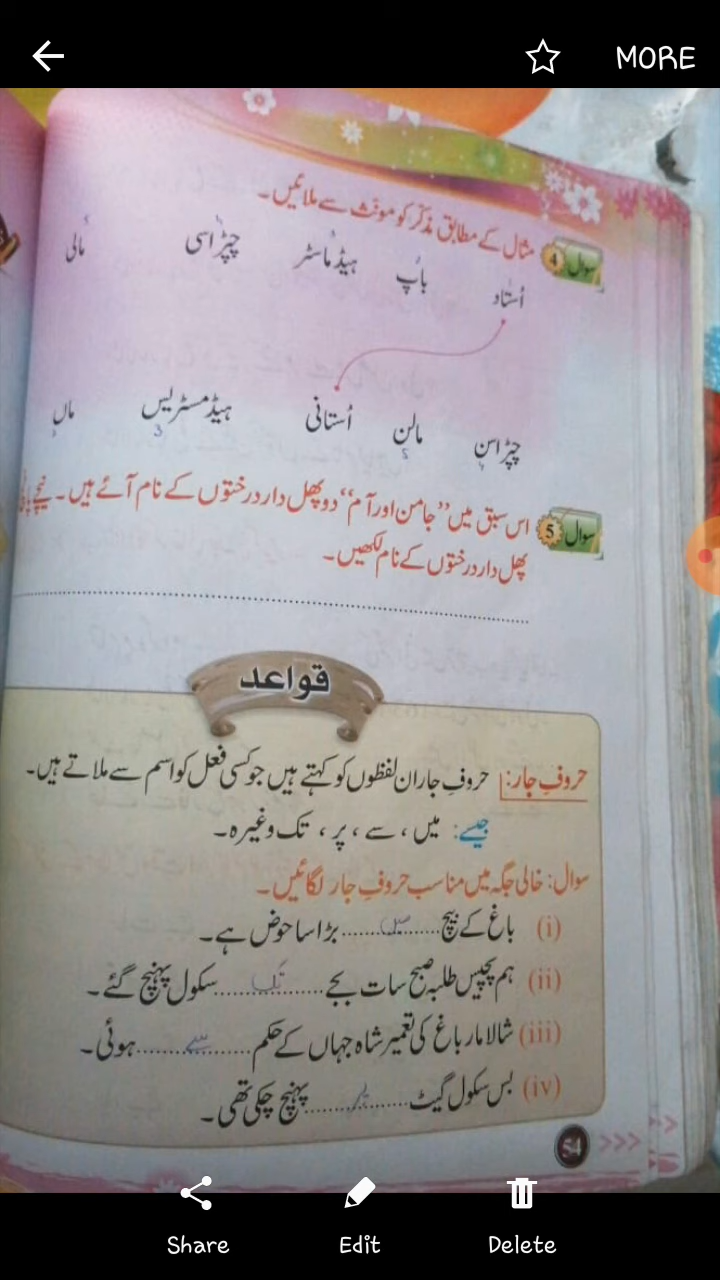 MORE
سوال 4 مثال کے مطابق مذکر کو مونث سے ملائیں۔
اُستاد باپ ہیڈ ماسٹر چپڑاسی مالی
چپڑاسن مالن اُستانی ہیڈ مسٹریس ماں
سوال 5 اس سبق میں ”جامن اور آم“ دو پھل دار درختوں کے نام آئے ہیں۔ نیچے
پھل دار درختوں کے نام لکھیں۔
قواعد
حروفِ جار: حروفِ جار ان لفظوں کو کہتے ہیں جو کسی فعل کو اسم سے ملاتے ہیں۔
جیسے: میں ، سے ، پر ، تک وغیرہ۔
سوال: خالی جگہ میں مناسب حروفِ جار لگائیں۔
(i) باغ کے بیچ ......میں...... بڑا سا حوض ہے۔
(ii) ہم پچیس طلبہ صبح سات بجے ......تک...... سکول پہنچ گئے۔
(iii) شالامار باغ کی تعمیر شاہ جہاں کے حکم ......سے...... ہوئی۔
(iv) بس سکول گیٹ ......پر...... پہنچ چکی تھی۔
54
Share Edit Delete